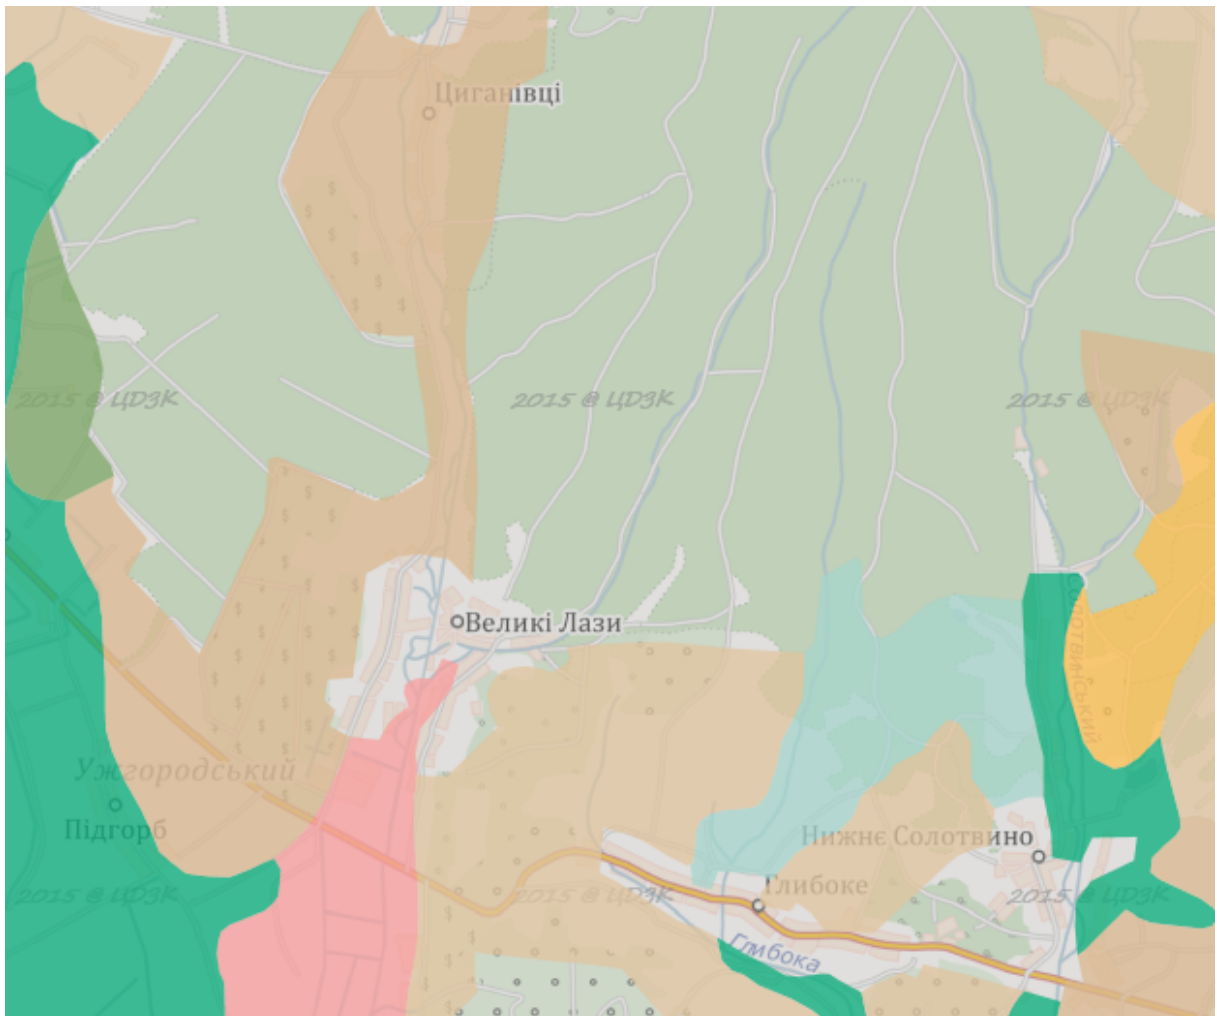 Циганівці
2015 @ ЦДЗК
2015 @ ЦДЗК
2015 @ ЦДЗК
Великі Лази
Солотвинський
Ужгородський
Підгорб
Нижнє Солотвино
Глибоке
2015 @ ЦДЗК
2015 @ ЦДЗК
2015 @ ЦДЗК
Глибока